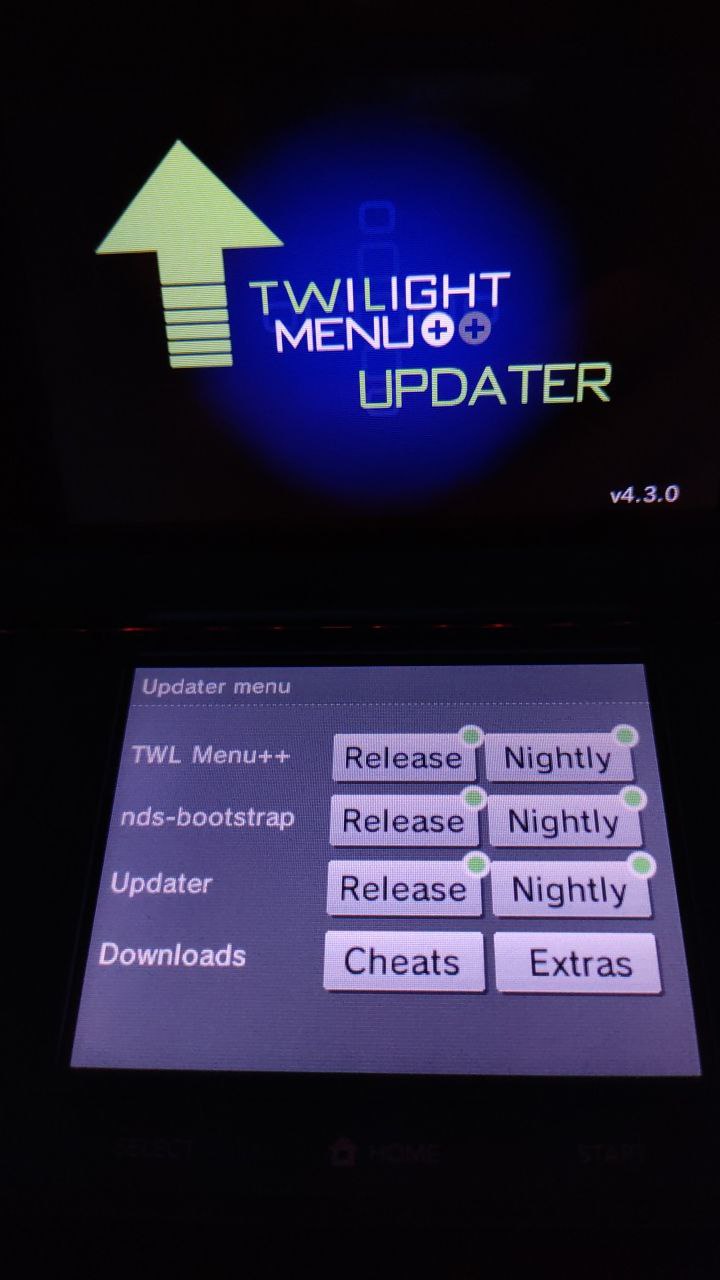 TWILIGHT
MENU++
UPDATER
v4.3.0
Updater menu
TWL Menu++ Release Nightly
nds-bootstrap Release Nightly
Updater Release Nightly
Downloads Cheats Extras
SELECT HOME START